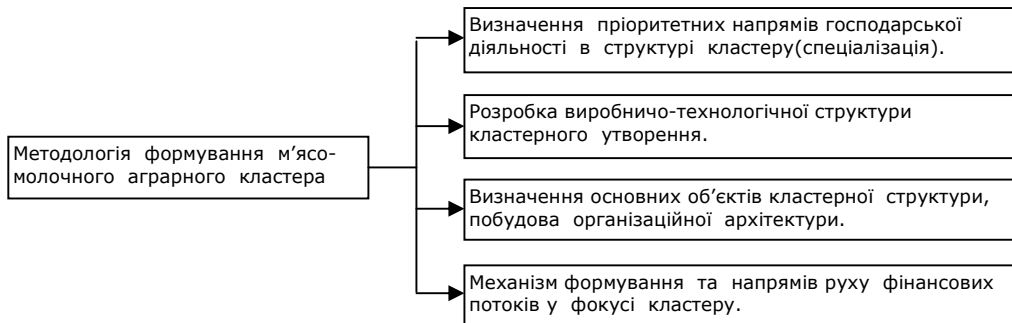 Визначення пріоритетних напрямів господарської
діяльності в структурі кластеру(спеціалізація).
Розробка виробничо-технологічної структури
кластерного утворення.
Методологія формування м’ясо-
молочного аграрного кластера
Визначення основних об’єктів кластерної структури,
побудова організаційної архітектури.
Механізм формування та напрямів руху фінансових
потоків у фокусі кластеру.